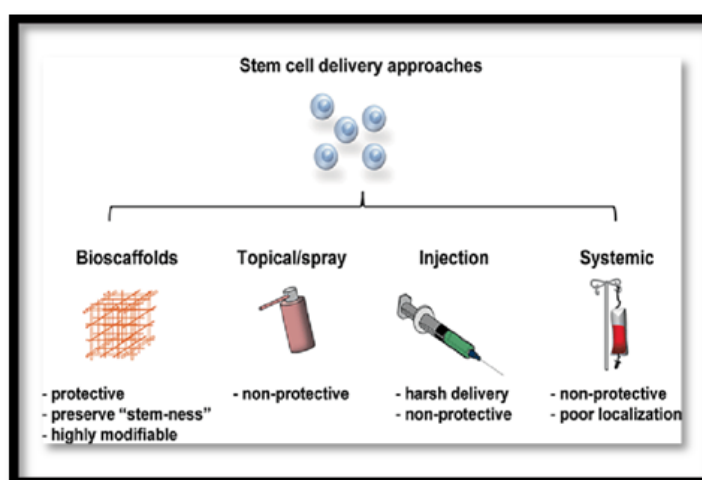 Stem cell delivery approaches
Bioscaffolds
- protective
- preserve “stem-ness”
- highly modifiable
Topical/spray
- non-protective
Injection
- harsh delivery
- non-protective
Systemic
- non-protective
- poor localization